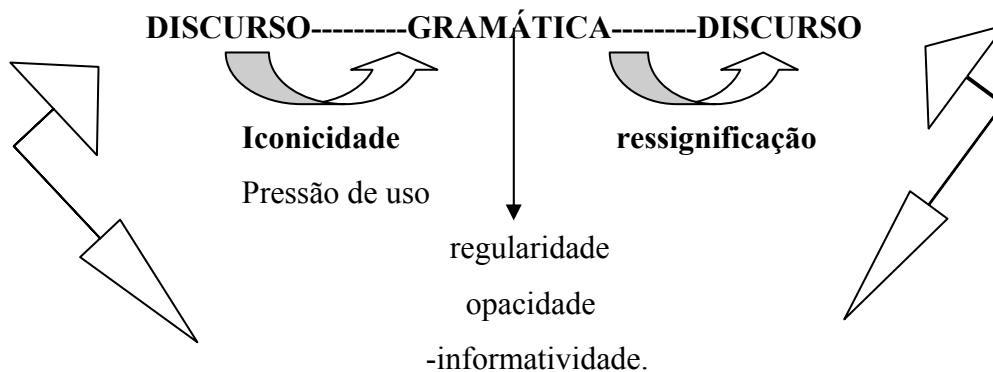 DISCURSO---------GRAMÁTICA--------DISCURSO
Iconicidade ressignificação
Pressão de uso
regularidade
opacidade
-informatividade.